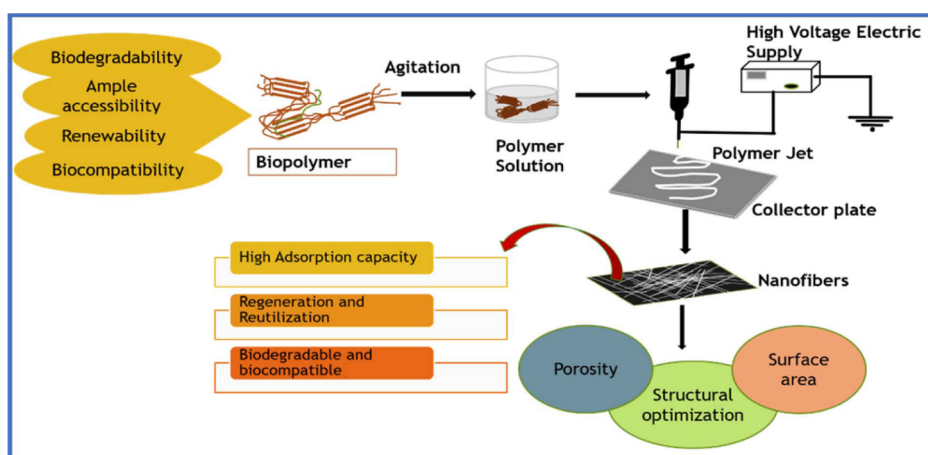 Biodegradability
Ample
accessibility
Renewability
Biocompatibility
Biopolymer
Agitation
Polymer
Solution
High Voltage Electric
Supply
Polymer Jet
Collector plate
Nanofibers
High Adsorption capacity
Regeneration and
Reutilization
Biodegradable and
biocompatible
Porosity
Structural
optimization
Surface
area